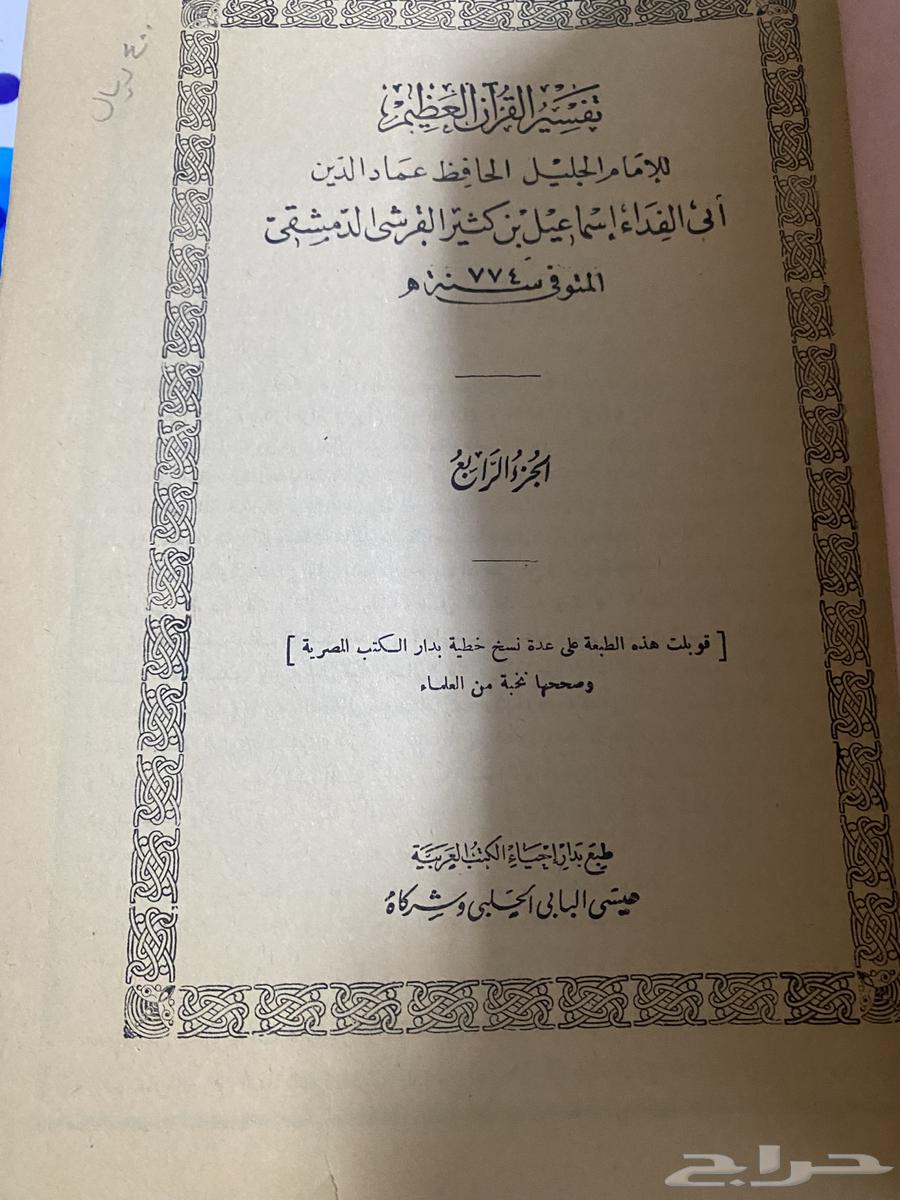 ريال
تفسير القرآن العظيم
للإمام الجليل الحافظ عماد الدين
أبى الفداء إسماعيل بن كثير القرشى الدمشقى
المتوفى سنة ٧٧٤ ه
الجزء الرابع
[ قوبلت هذه الطبعة على عدة نسخ خطية بدار الكتب المصرية ]
وصححها نخبة من العلماء
طبع بدار إحياء الكتب العربية
عيسى البابى الحلبى وشركاه
حراج